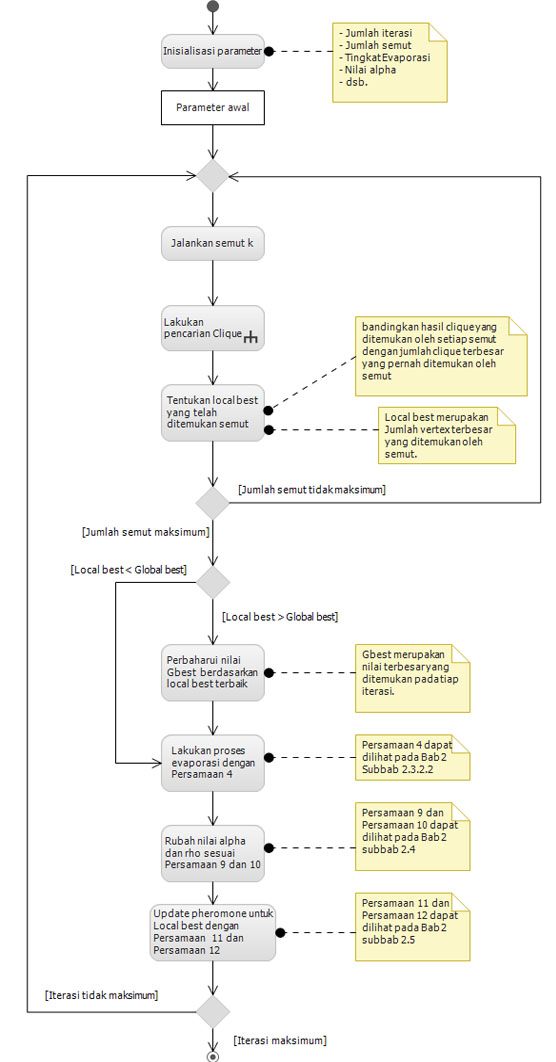 Inisialisasi parameter
- Jumlah iterasi
- Jumlah semut
- Tingkat Evaporasi
- Nilai alpha
- dsb.
Parameter awal
Jalankan semut k
Lakukan
pencarian Clique
bandingkan hasil clique yang
ditemukan oleh setiap semut
dengan jumlah clique terbesar
yang pernah ditemukan oleh
semut
Tentukan local best
yang telah
ditemukan semut
Local best merupakan
Jumlah vertex terbesar
yang ditemukan oleh
semut.
[Jumlah semut tidak maksimum]
[Jumlah semut maksimum]
[Local best < Global best]
[Local best > Global best]
Perbaharui nilai
Gbest berdasarkan
local best terbaik
Gbest merupakan
nilai terbesar yang
ditemukan pada tiap
iterasi.
Lakukan proses
evaporasi dengan
Persamaan 4
Persamaan 4 dapat
dilihat pada Bab 2
Subbab 2.3.2.2
Rubah nilai alpha
dan rho sesuai
Persamaan 9 dan 10
Persamaan 9 dan
Persamaan 10 dapat
dilihat pada Bab 2
subbab 2.4
Update pheromone untuk
Local best dengan
Persamaan 11 dan
Persamaan 12
Persamaan 11 dan
Persamaan 12 dapat
dilihat pada Bab 2
subbab 2.5
[Iterasi tidak maksimum]
[Iterasi maksimum]